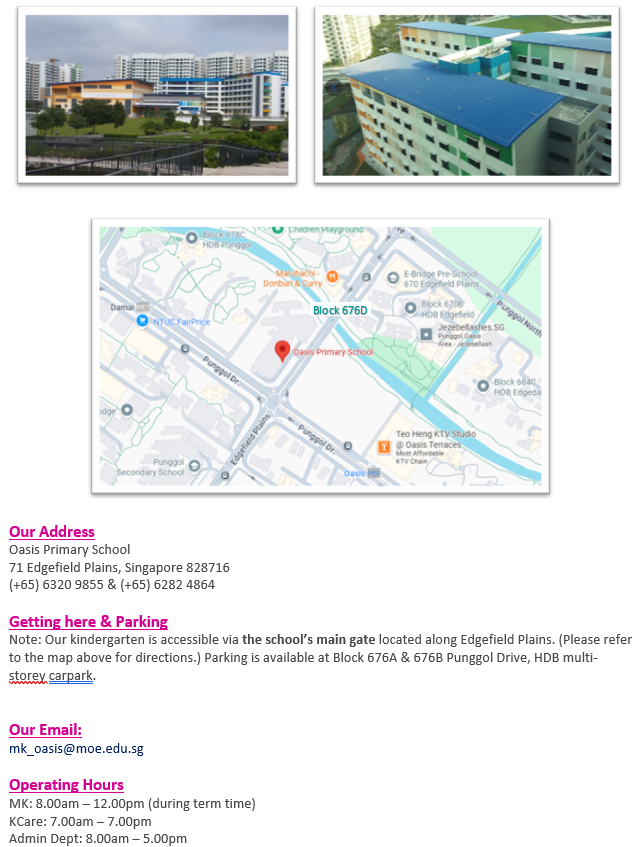 Block 678C
HDB Punggol
Children Playground
Maruhachi -
Donburi & Curry
E-Bridge Pre-School
670 Edgefield Plains
Block 676D
Block 670B
HDB Edgefield
Punggol North
Damai
NTUC FairPrice
Jezebellashes.SG
Punggol Oasis
Area - Jezebellash
Oasis Primary School
Punggol Dr.
Block 684C
HDB Edgeda
odge
Edgefield Plains
Punggol Dr.
Teo Heng KTV Studio
@ Oasis Terraces
Most Affordable
KTV Chain
Punggol
Secondary School
Oasis
Our Address
Oasis Primary School
71 Edgefield Plains, Singapore 828716
(+65) 6320 9855 & (+65) 6282 4864
Getting here & Parking
Note: Our kindergarten is accessible via the school’s main gate located along Edgefield Plains. (Please refer
to the map above for directions.) Parking is available at Block 676A & 676B Punggol Drive, HDB multi-
storey carpark.
Our Email:
mk_oasis@moe.edu.sg
Operating Hours
MK: 8.00am – 12.00pm (during term time)
KCare: 7.00am – 7.00pm
Admin Dept: 8.00am – 5.00pm